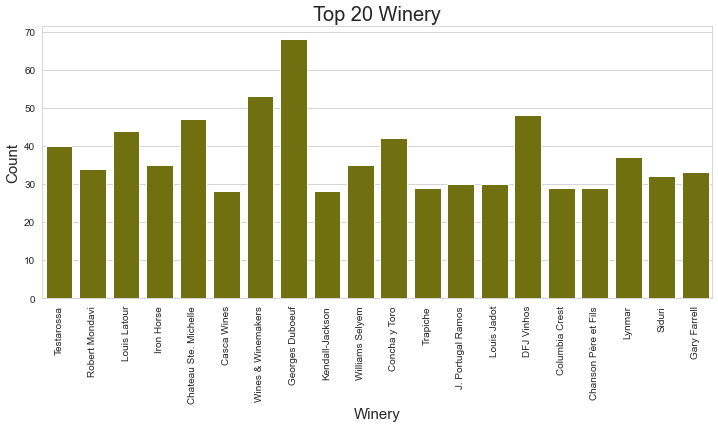 Top 20 Winery
70
60
50
40
30
20
10
0
Count
Testarossa
Robert Mondavi
Louis Latour
Iron Horse
Chateau Ste. Michelle
Casca Wines
Wines & Winemakers
Georges Duboeuf
Kendall-Jackson
Williams Selyem
Concha y Toro
Trapiche
J. Portugal Ramos
Louis Jadot
DFJ Vinhos
Columbia Crest
Chanson Père et Fils
Lynmar
Siduri
Gary Farrell
Winery